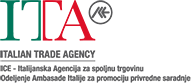 ITA
ITALIAN TRADE AGENCY
ICE - Italijanska Agencija za spoljnu trgovinu
Odeljenje Ambasade Italije za promociju privredne saradnje